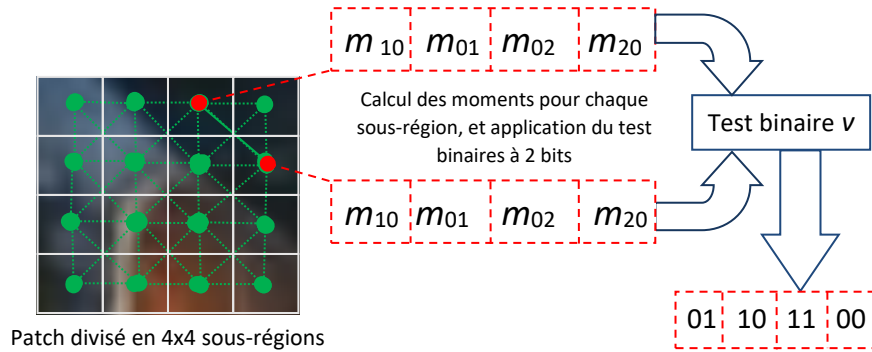 m 10 m01 m02 m20
Calcul des moments pour chaque
sous-région, et application du test
binaires à 2 bits
Test binaire v
m10 m01 m02 m20
01 10 11 00
Patch divisé en 4x4 sous-régions